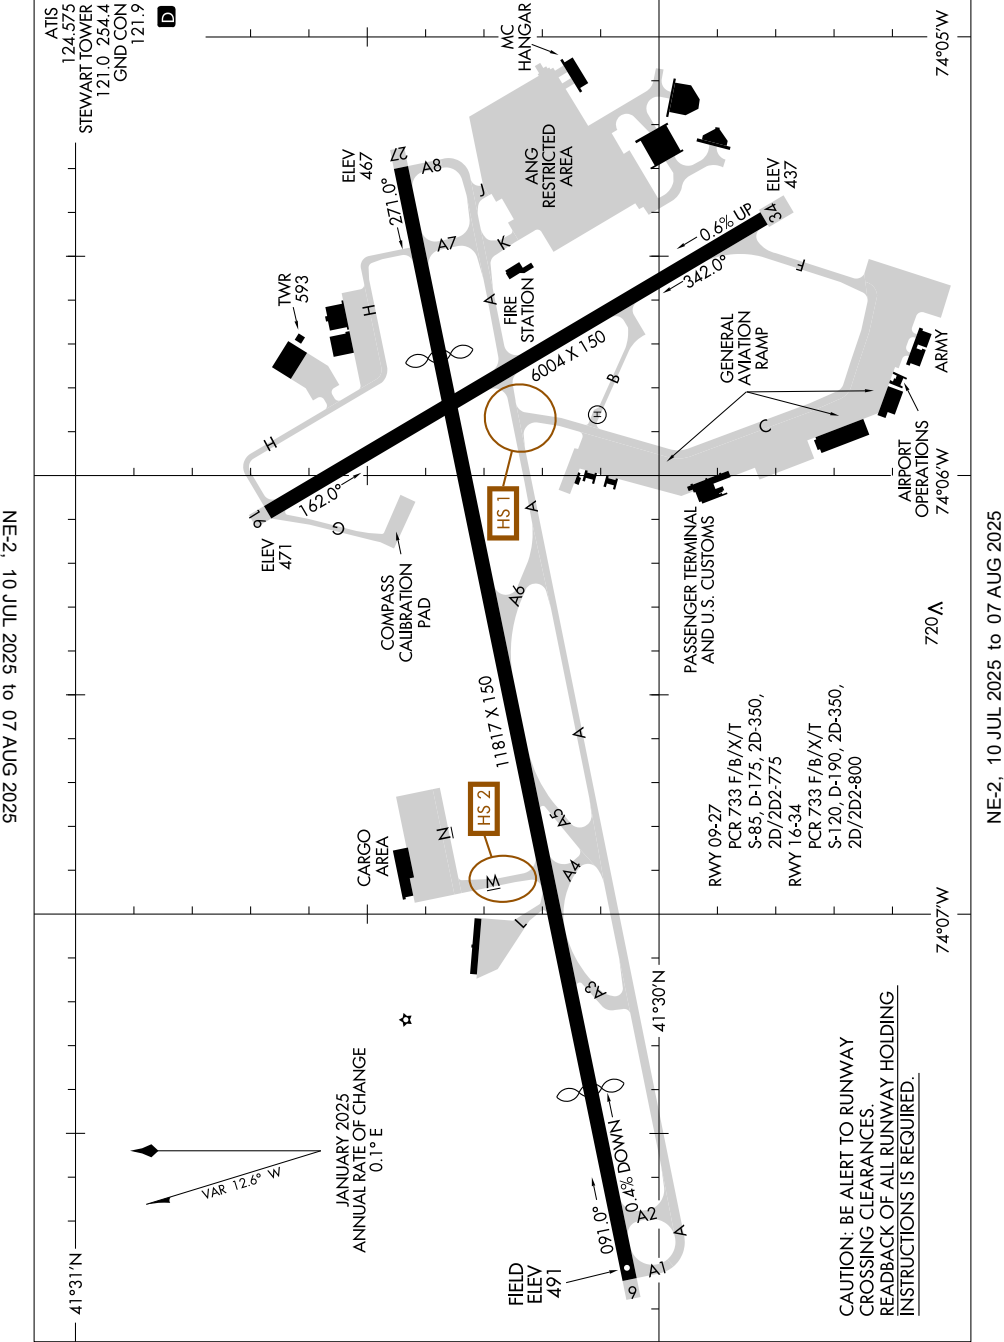 ATIS
124.575
STEWART TOWER
121.0 254.4
GND CON
121.9
D
MC
HANGAR
74°05'W
ELEV
467
27
A8
271.0°
A7
J
K
ANG
RESTRICTED
AREA
ELEV
437
34
0.6% UP
342.0°
F
TWR
593
H
A
FIRE
STATION
6004 X 150
B
H
GENERAL
AVIATION
RAMP
ARMY
C
AIRPORT
OPERATIONS
74°06'W
H
162.0°
16
ELEV
471
G
HS 1
A
COMPASS
CALIBRATION
PAD
A6
PASSENGER TERMINAL
AND U.S. CUSTOMS
720
11817 X 150
A
HS 2
A5
CARGO
AREA
N
M
A4
L
A3
RWY 09-27
PCR 733 F/B/X/T
S-85, D-175, 2D-350,
2D/2D2-775
RWY 16-34
PCR 733 F/B/X/T
S-120, D-190, 2D-350,
2D/2D2-800
74°07'W
41°30'N
JANUARY 2025
ANNUAL RATE OF CHANGE
0.1° E
VAR 12.6° W
0.4% DOWN
091.0°
A2
A
A1
9
FIELD
ELEV
491
41°31'N
CAUTION: BE ALERT TO RUNWAY
CROSSING CLEARANCES.
READBACK OF ALL RUNWAY HOLDING
INSTRUCTIONS IS REQUIRED.
NE-2, 10 JUL 2025 to 07 AUG 2025
NE-2, 10 JUL 2025 to 07 AUG 2025